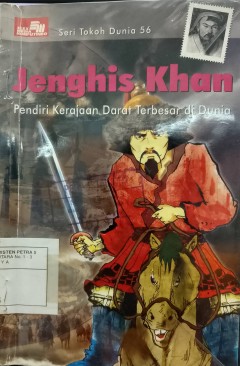 Seri Tokoh Dunia 56
Jenghis Khan
Pendiri Kerajaan Darat Terbesar di Dunia